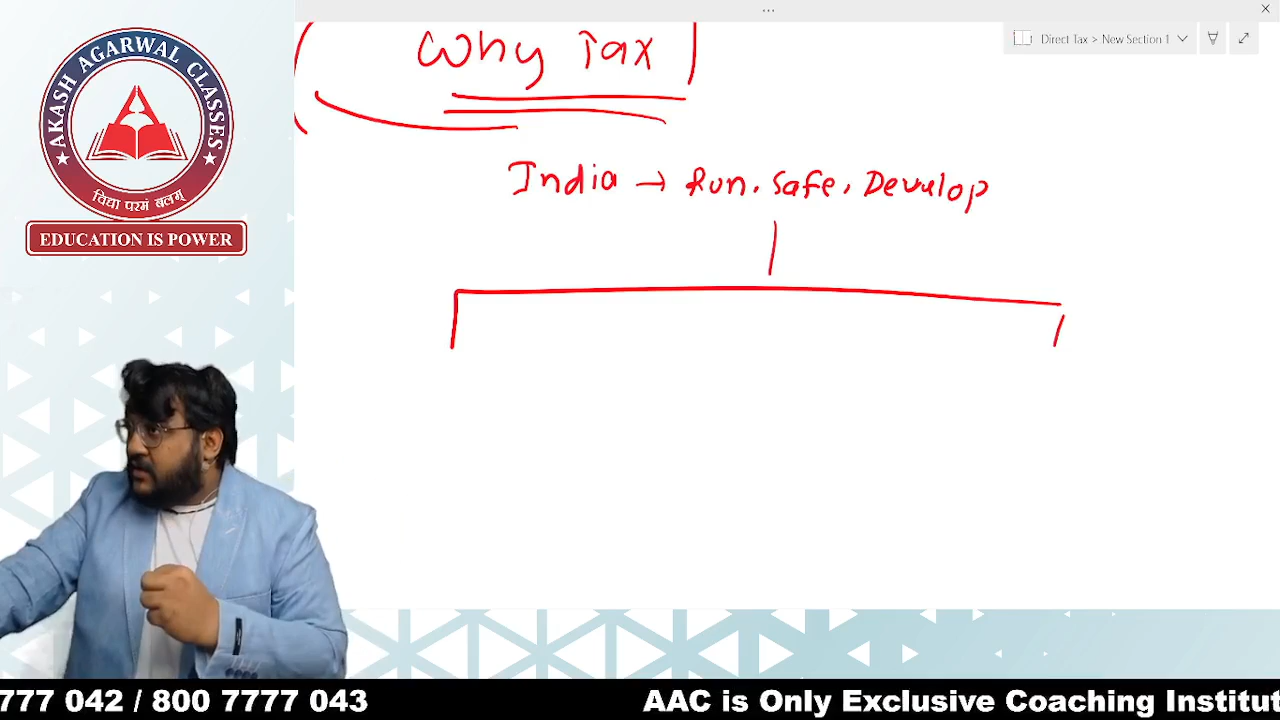 Why Tax
Direct Tax > New Section 1
AKASH AGARWAL CLASSES
विद्या परमं बलम्
EDUCATION IS POWER
India → Run. Safe. Develop
777 042 / 800 7777 043
AAC is Only Exclusive Coaching Institut